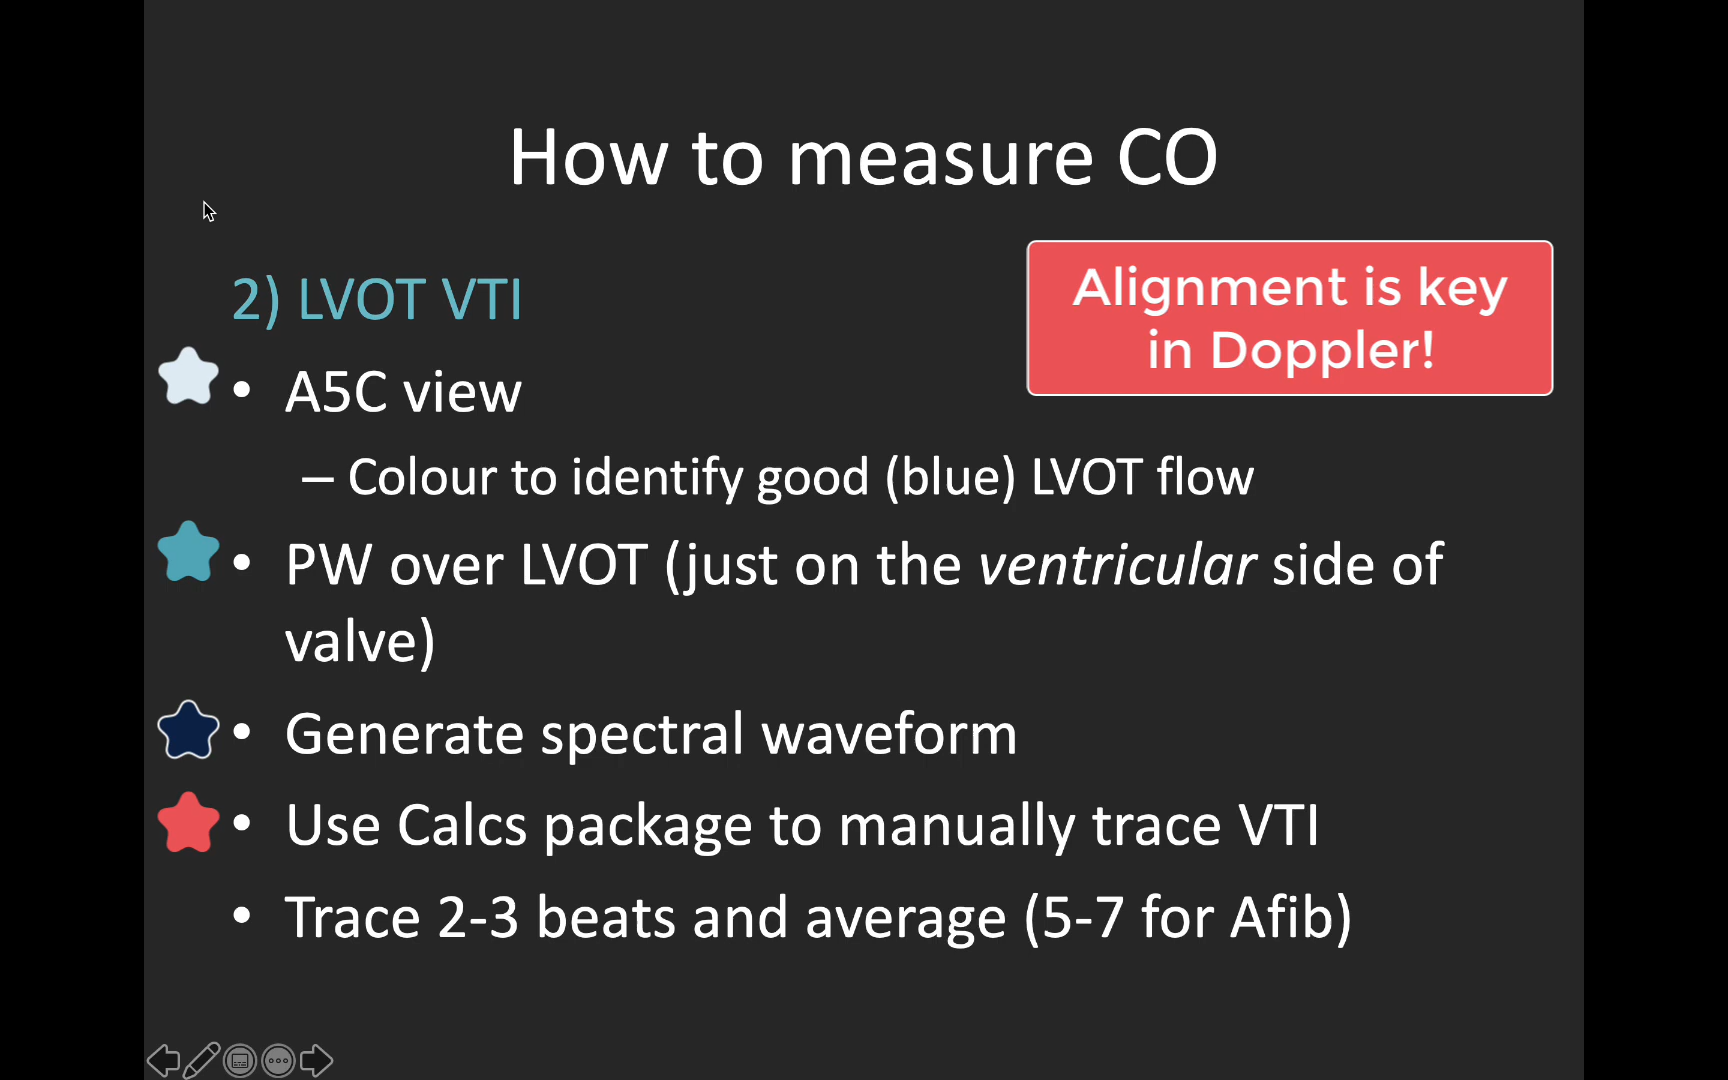 How to measure CO
2) LVOT VTI
Alignment is key
in Doppler!
• A5C view
– Colour to identify good (blue) LVOT flow
• PW over LVOT (just on the ventricular side of
valve)
• Generate spectral waveform
• Use Calcs package to manually trace VTI
• Trace 2-3 beats and average (5-7 for Afib)